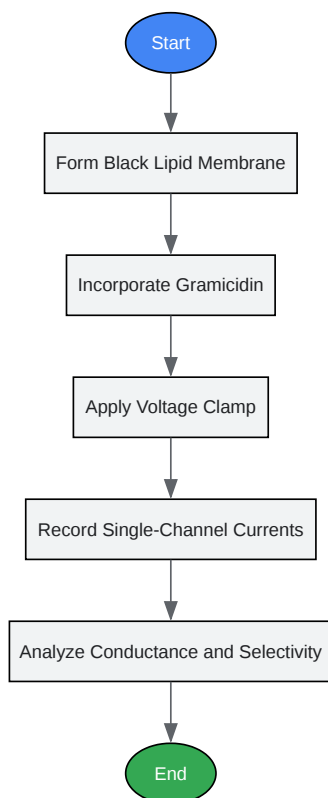 Start
Form Black Lipid Membrane
Incorporate Gramicidin
Apply Voltage Clamp
Record Single-Channel Currents
Analyze Conductance and Selectivity
End